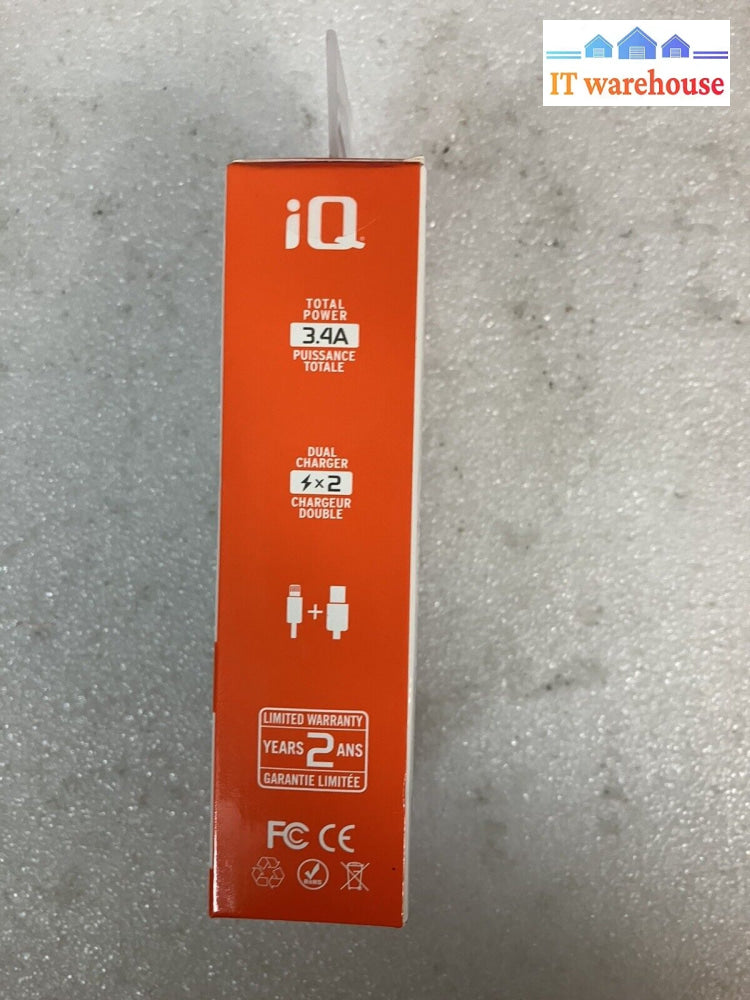 IT warehouse
iQ
TOTAL
POWER
3.4A
PUISSANCE
TOTALE
DUAL
CHARGER
x2
CHARGEUR
DOUBLE
+
LIMITED WARRANTY
YEARS 2 ANS
GARANTIE LIMITÉE
FC CE